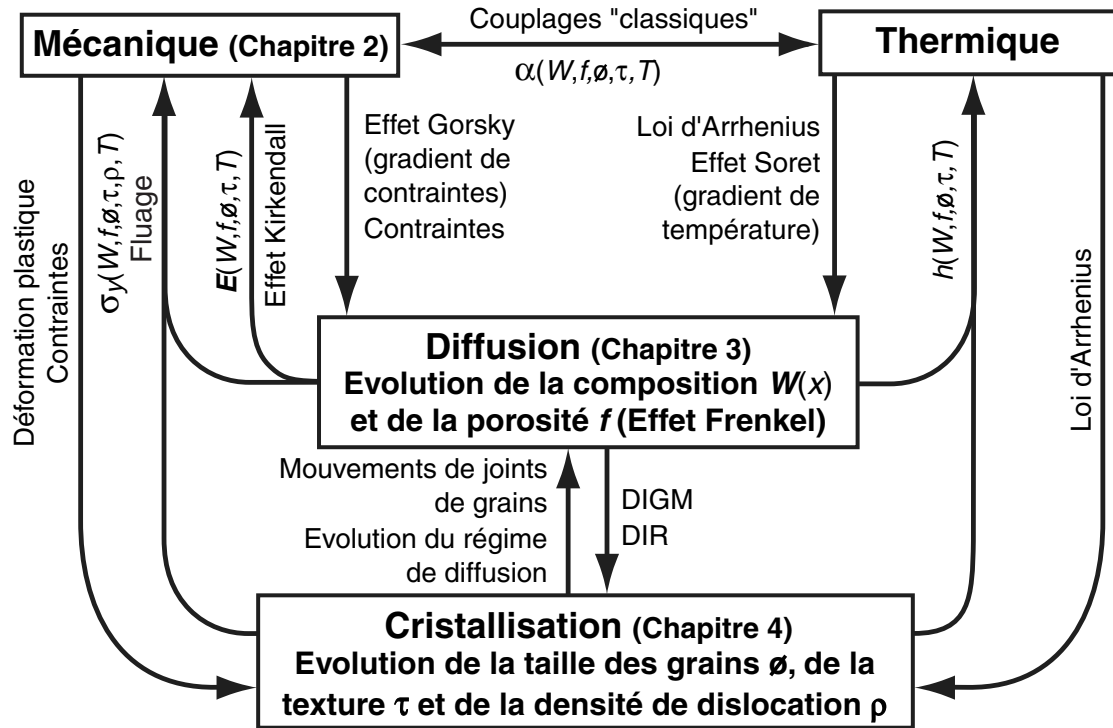 Couplages "classiques"
Mécanique (Chapitre 2)
Thermique
α(W,f,ø,τ,T)
Effet Gorsky
(gradient de
contraintes)
Contraintes
Loi d'Arrhenius
Effet Soret
(gradient de
température)
Déformation plastique
Contraintes
σy(W,f,ø,τ,ρ,T)
Fluage
E(W,f,ø,τ,T)
Effet Kirkendall
h(W,f,ø,τ,T)
Loi d'Arrhenius
Diffusion (Chapitre 3)
Evolution de la composition W(x)
et de la porosité f (Effet Frenkel)
Mouvements de joints
de grains
Evolution du régime
de diffusion
DIGM
DIR
Cristallisation (Chapitre 4)
Evolution de la taille des grains ø, de la
texture τ et de la densité de dislocation ρ